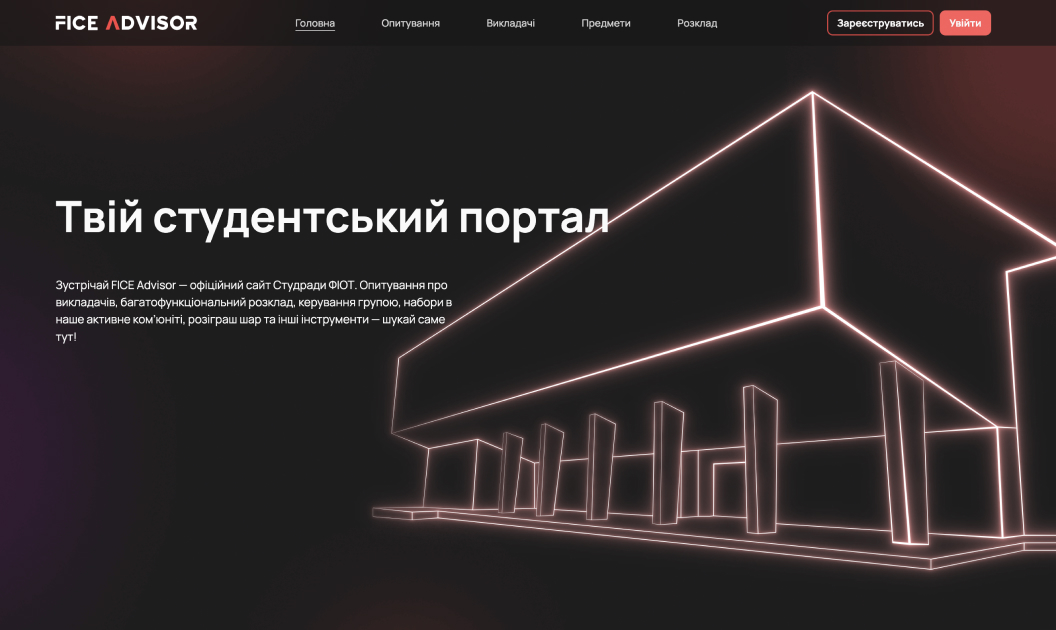 FICE ADVISOR
Головна
Опитування
Викладачі
Предмети
Розклад
Зареєструватись
Увійти
Твій студентський портал
Зустрічай FICE Advisor — офіційний сайт Студради ФІОТ. Опитування про
викладачів, багатофункціональний розклад, керування групою, набори в
наше активне ком'юніті, розіграш шар та інші інструменти — шукай саме
тут!